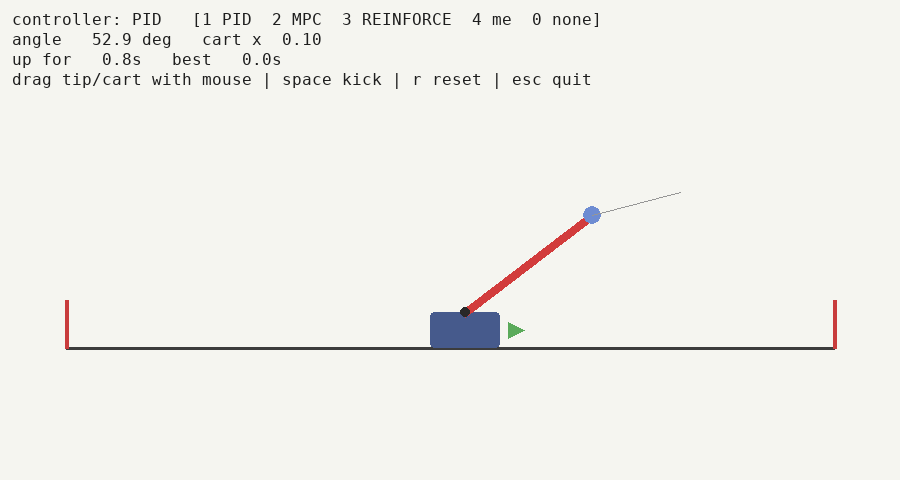 controller: PID   [1 PID  2 MPC  3 REINFORCE  4 me  0 none]
angle   52.9 deg   cart x  0.10
up for   0.8s   best   0.0s
drag tip/cart with mouse | space kick | r reset | esc quit